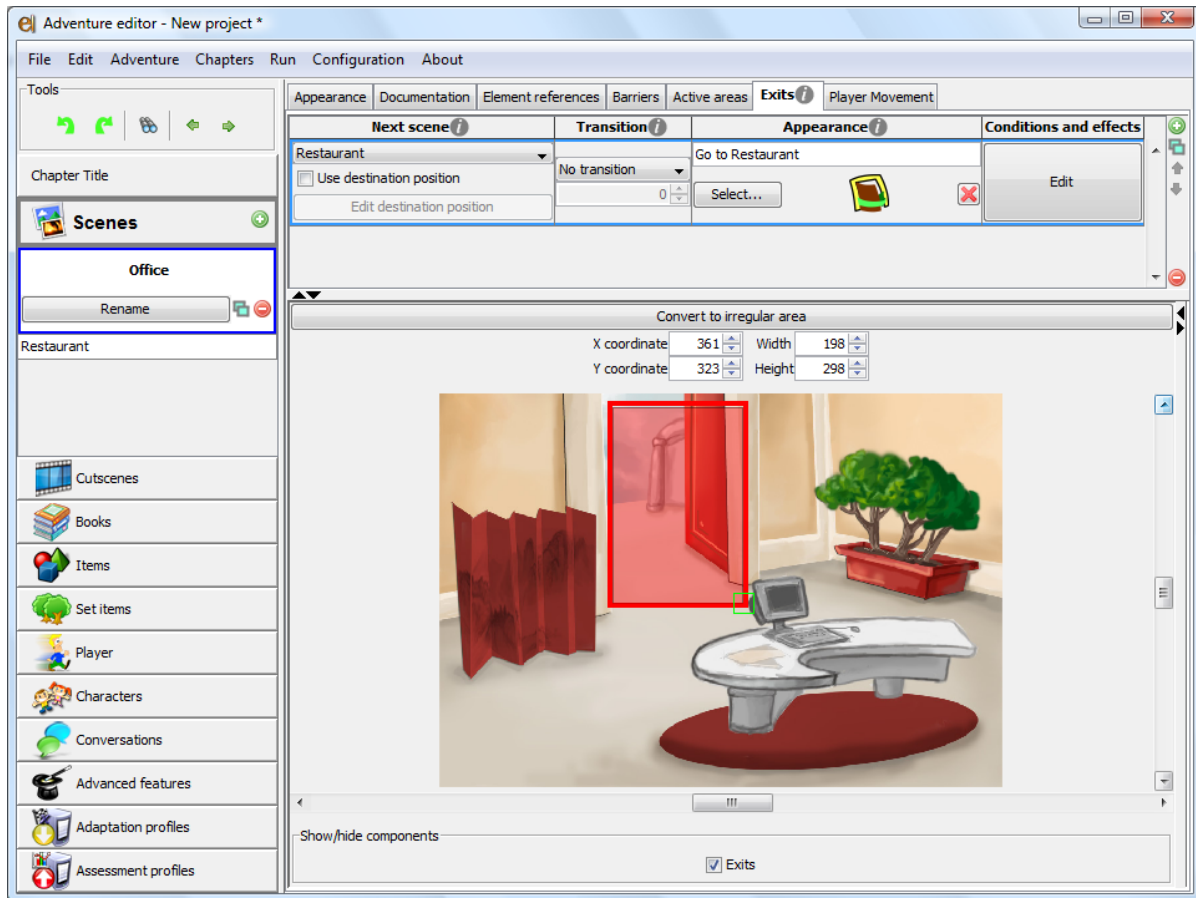 Adventure editor - New project *
File Edit Adventure Chapters Run Configuration About
Tools
Chapter Title
Scenes
Office
Rename
Restaurant
Cutscenes
Books
Items
Set items
Player
Characters
Conversations
Advanced features
Adaptation profiles
Assessment profiles
Appearance Documentation Element references Barriers Active areas Exits Player Movement
Next scene Transition Appearance Conditions and effects
Restaurant
Use destination position
Edit destination position
No transition
0
Go to Restaurant
Select...
Edit
Convert to irregular area
X coordinate 361 Width 198
Y coordinate 323 Height 298
Show/hide components
Exits